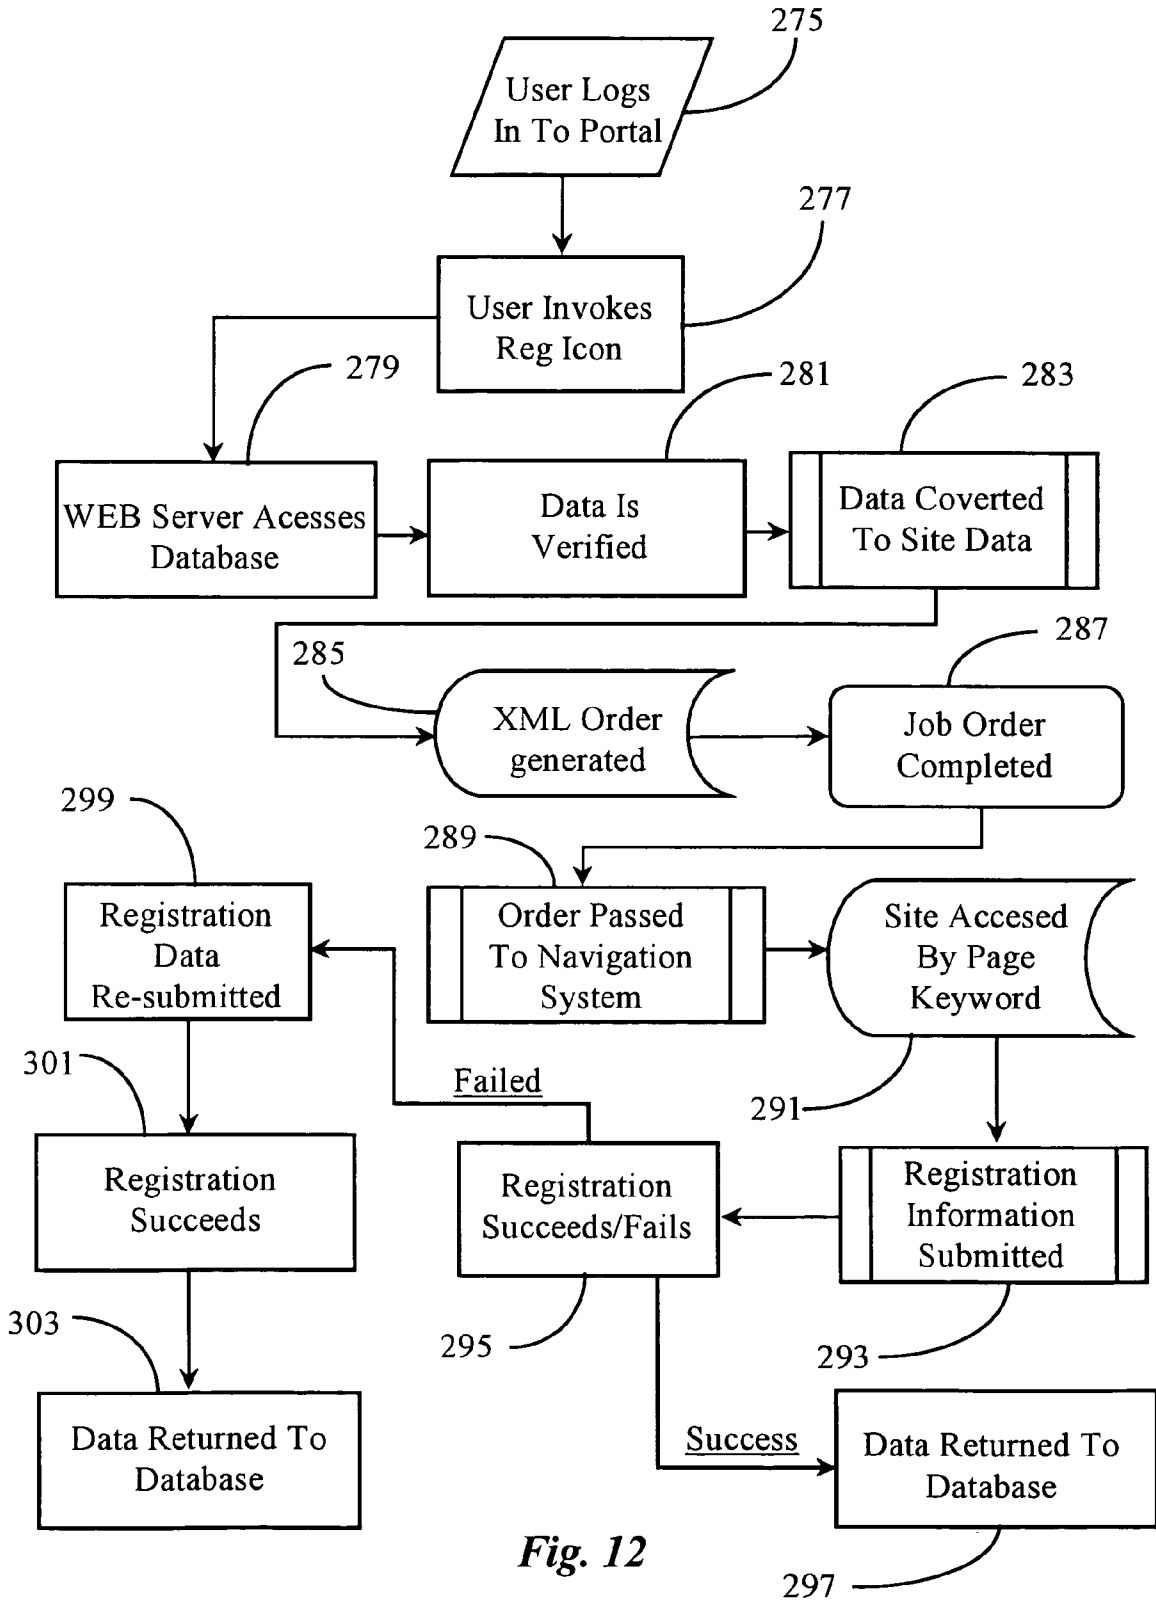 275
User Logs
In To Portal
277
User Invokes
Reg Icon
279
281
283
WEB Server Acesses
Database
Data Is
Verified
Data Coverted
To Site Data
285
287
XML Order
generated
Job Order
Completed
299
289
Registration
Data
Re-submitted
Order Passed
To Navigation
System
Site Accesed
By Page
Keyword
301
Failed
291
Registration
Succeeds
Registration
Succeeds/Fails
Registration
Information
Submitted
303
295
293
Data Returned To
Database
Success
Data Returned To
Database
Fig. 12
297